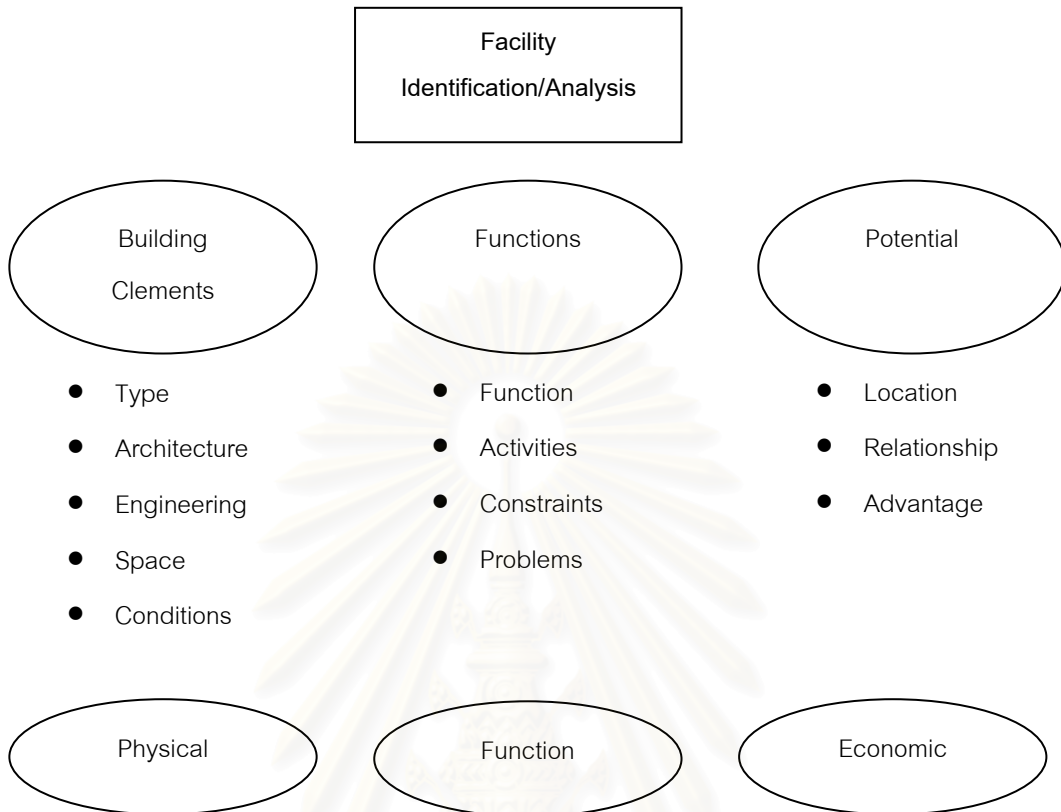 Facility
Identification/Analysis
Building
Clements
Functions
Potential
● Type
● Architecture
● Engineering
● Space
● Conditions
● Function
● Activities
● Constraints
● Problems
● Location
● Relationship
● Advantage
Physical
Function
Economic